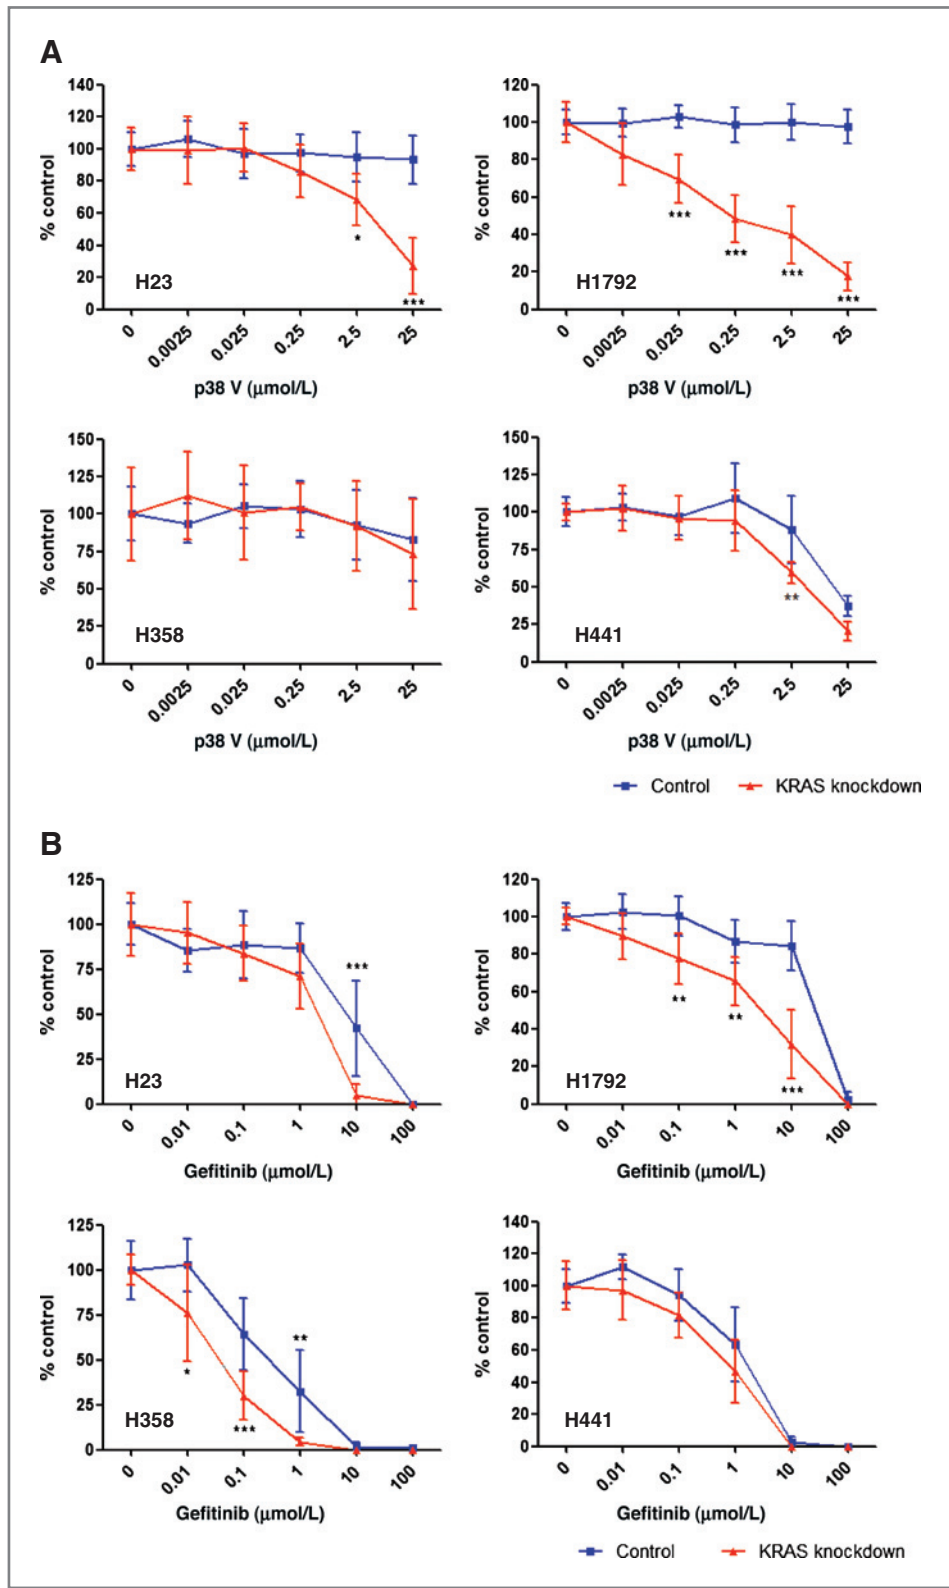 A
140
120
100
80
60
40
20
0
% control
H23
*
***
0 0.0025 0.025 0.25 2.5 25
p38 V (μmol/L)
120
100
80
60
40
20
0
% control
H1792
***
***
***
***
0 0.0025 0.025 0.25 2.5 25
p38 V (μmol/L)
150
125
100
75
50
25
0
% control
H358
0 0.0025 0.025 0.25 2.5 25
p38 V (μmol/L)
150
125
100
75
50
25
0
% control
H441
**
0 0.0025 0.025 0.25 2.5 25
p38 V (μmol/L)
Control KRAS knockdown
B
125
100
75
50
25
0
% control
H23
***
0 0.01 0.1 1 10 100
Gefitinib (μmol/L)
120
100
80
60
40
20
0
% control
H1792
**
**
***
0 0.01 0.1 1 10 100
Gefitinib (μmol/L)
125
100
75
50
25
0
% control
H358
*
***
**
0 0.01 0.1 1 10 100
Gefitinib (μmol/L)
140
120
100
80
60
40
20
0
% control
H441
0 0.01 0.1 1 10 100
Gefitinib (μmol/L)
Control KRAS knockdown